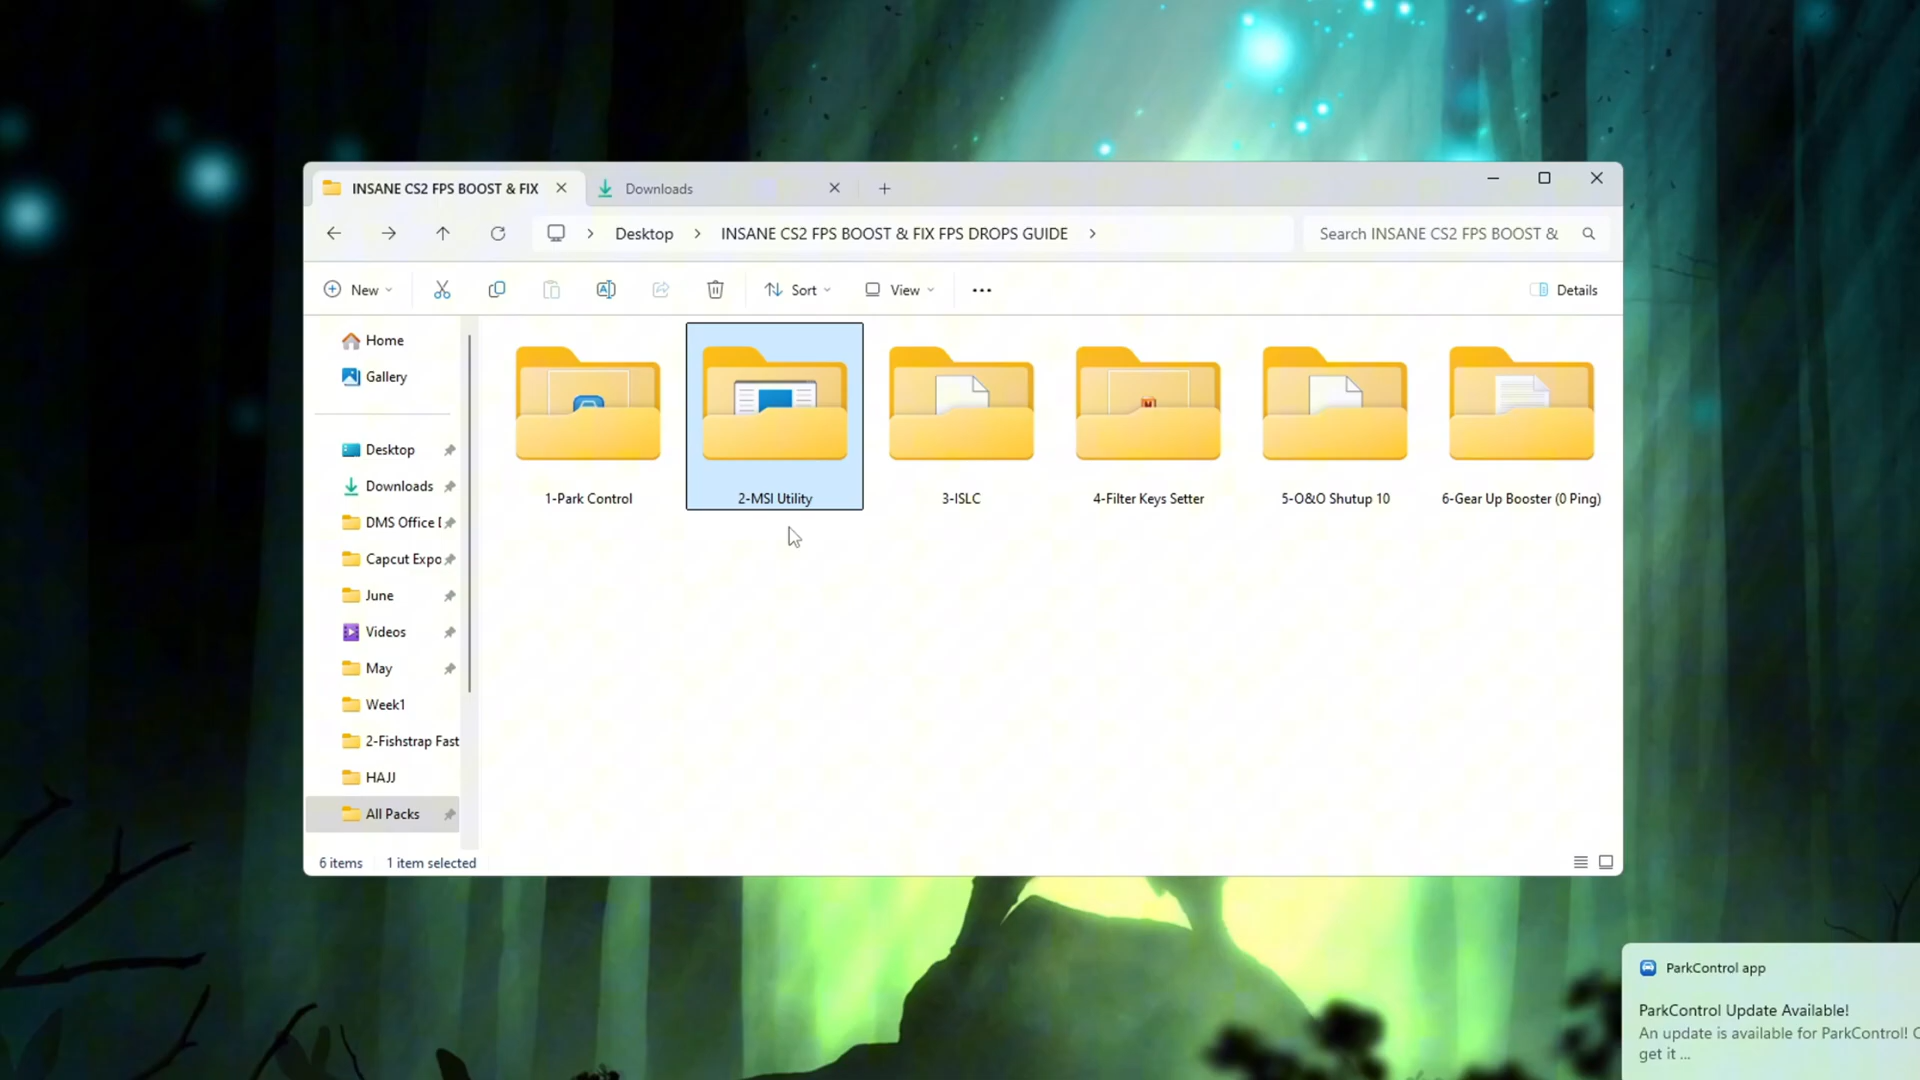 INSANE CS2 FPS BOOST & FIX
Downloads
Desktop
INSANE CS2 FPS BOOST & FIX FPS DROPS GUIDE
Search INSANE CS2 FPS BOOST &
New
Sort
View
Details
Home
Gallery
Desktop
Downloads
DMS Office
Capcut Expo
June
Videos
May
Week1
2-Fishstrap Fast
HAJJ
All Packs
1-Park Control
2-MSI Utility
3-ISLC
4-Filter Keys Setter
5-O&O Shutup 10
6-Gear Up Booster (0 Ping)
6 items
1 item selected
ParkControl app
ParkControl Update Available!
An update is available for ParkControl!
get it ...